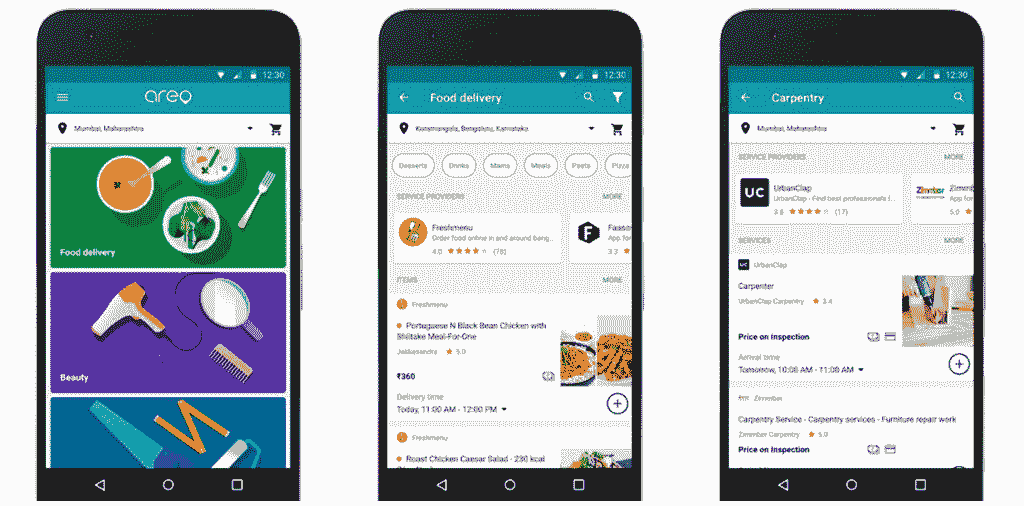 12:30
areo
Mumbai, Maharashtra
Food delivery
Beauty
12:30
Food delivery
Koramangala, Bengaluru, Karnataka
Desserts
Drinks
Mains
Meals
Pasta
Pizza
SERVICE PROVIDERS
MORE
Freshmenu
Order food online in and around beng...
4.0
(78)
Faasos
App for
3.3
ITEMS
MORE
Freshmenu
Portuguese N Black Bean Chicken with
Shiitake Meal-For-One
Jakkasandra
5.0
₹360
Delivery time
Today, 11:00 AM - 12:00 PM
Freshmenu
Roast Chicken Caesar Salad - 230 kcal
12:30
Carpentry
Mumbai, Maharashtra
SERVICE PROVIDERS
MORE
UC
UrbanClap
UrbanClap - Find best professionals f...
3.6
(17)
Zimmber
Zimmb
App for
5.0
SERVICES
MORE
UrbanClap
Carpenter
UrbanClap Carpentry
3.4
Price on Inspection
Arrival time
Tomorrow, 10:00 AM - 11:00 AM
Zimmber
Carpentry Service - Carpentry services - Furniture repair work
Zimmber Carpentry
5.0
Price on Inspection